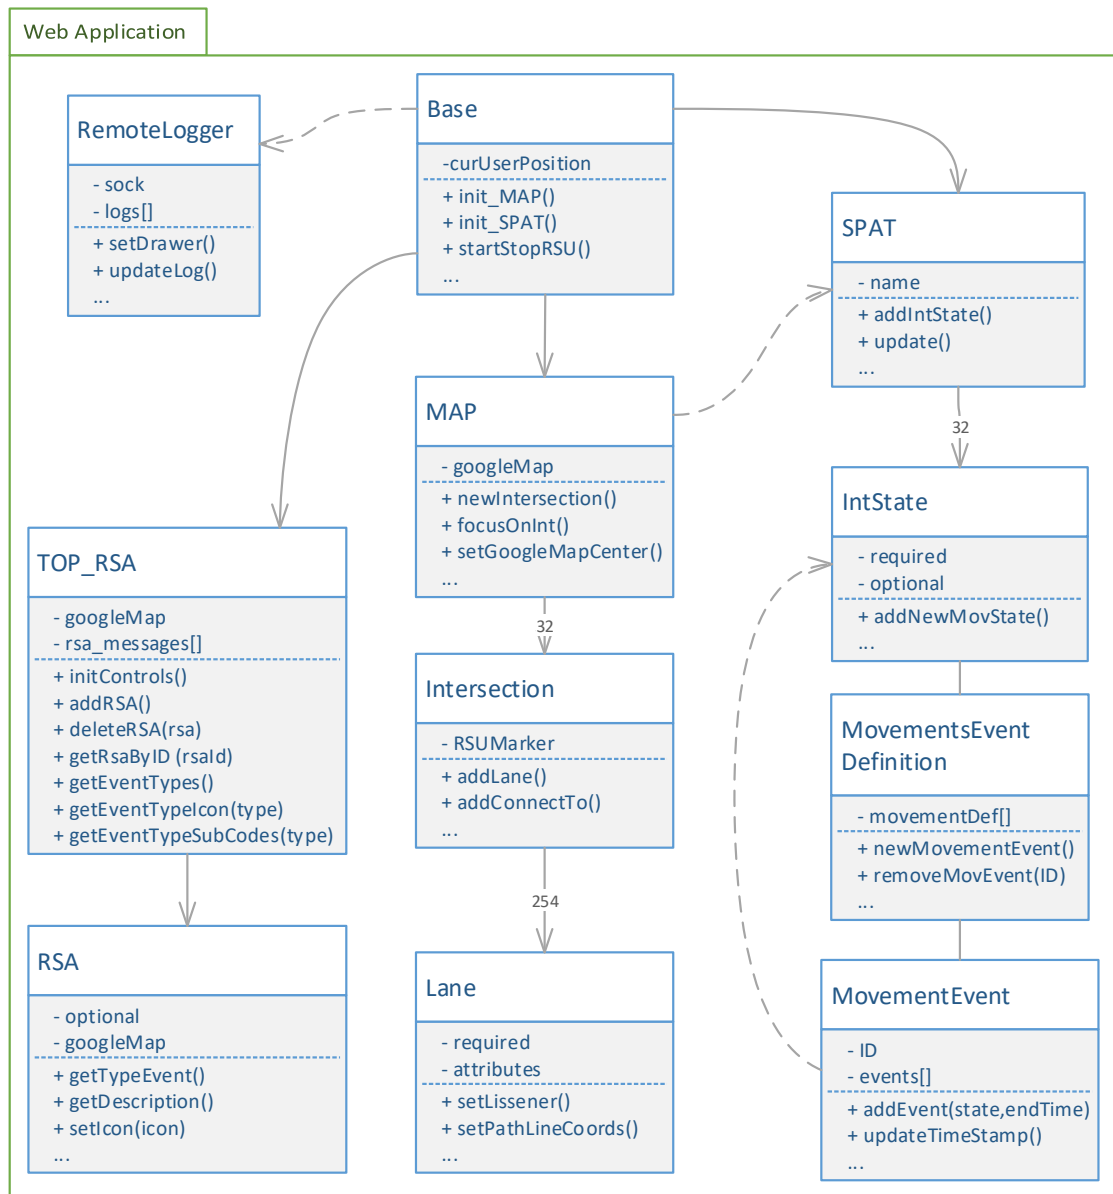 Web Application
RemoteLogger
- sock
- logs[]
+ setDrawer()
+ updateLog()
...
Base
-curUserPosition
+ init_MAP()
+ init_SPAT()
+ startStopRSU()
...
SPAT
- name
+ addIntState()
+ update()
...
32
MAP
- googleMap
+ newIntersection()
+ focusOnInt()
+ setGoogleMapCenter()
...
32
IntState
- required
- optional
+ addNewMovState()
...
TOP_RSA
- googleMap
- rsa_messages[]
+ initControls()
+ addRSA()
+ deleteRSA(rsa)
+ getRsaByID (rsaId)
+ getEventTypes()
+ getEventTypeIcon(type)
+ getEventTypeSubCodes(type)
Intersection
- RSUMarker
+ addLane()
+ addConnectTo()
...
254
MovementsEvent
Definition
- movementDef[]
+ newMovementEvent()
+ removeMovEvent(ID)
...
RSA
- optional
- googleMap
+ getTypeEvent()
+ getDescription()
+ setIcon(icon)
...
Lane
- required
- attributes
+ setLissener()
+ setPathLineCoords()
...
MovementEvent
- ID
- events[]
+ addEvent(state,endTime)
+ updateTimeStamp()
...